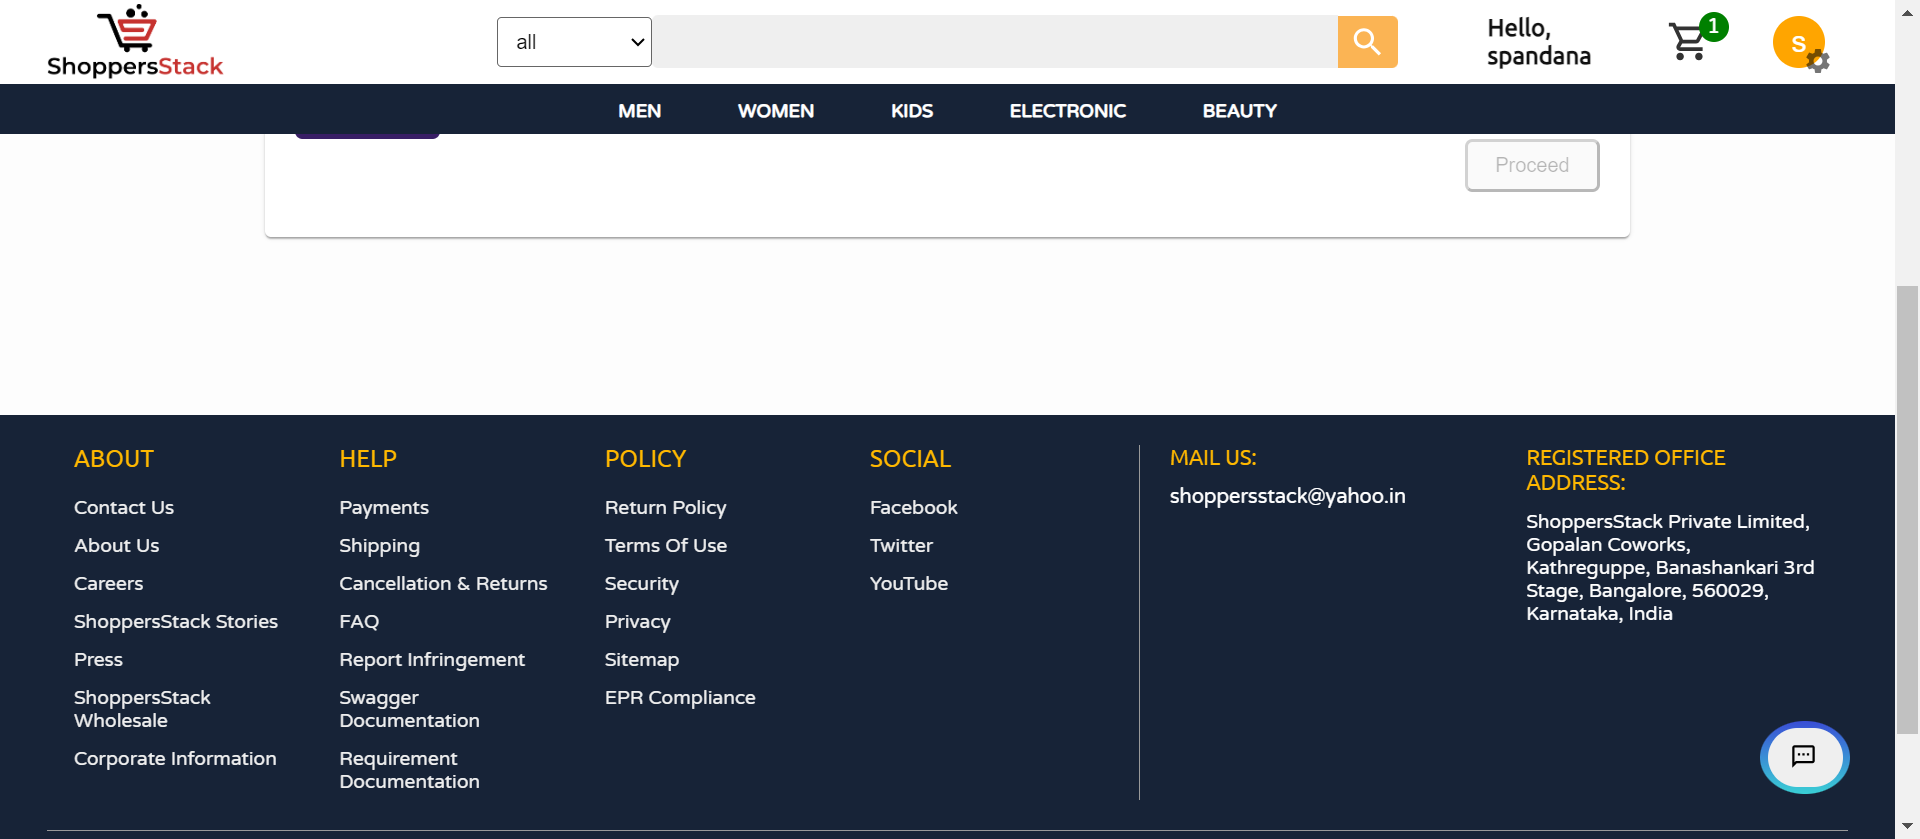 ShoppersStack
all
Hello,
spandana
1
S
MEN WOMEN KIDS ELECTRONIC BEAUTY
Proceed
ABOUT
Contact Us
About Us
Careers
ShoppersStack Stories
Press
ShoppersStack
Wholesale
Corporate Information
HELP
Payments
Shipping
Cancellation & Returns
FAQ
Report Infringement
Swagger
Documentation
Requirement
Documentation
POLICY
Return Policy
Terms Of Use
Security
Privacy
Sitemap
EPR Compliance
SOCIAL
Facebook
Twitter
YouTube
MAIL US:
shoppersstack@yahoo.in
REGISTERED OFFICE
ADDRESS:
ShoppersStack Private Limited,
Gopalan Coworks,
Kathreguppe, Banashankari 3rd
Stage, Bangalore, 560029,
Karnataka, India